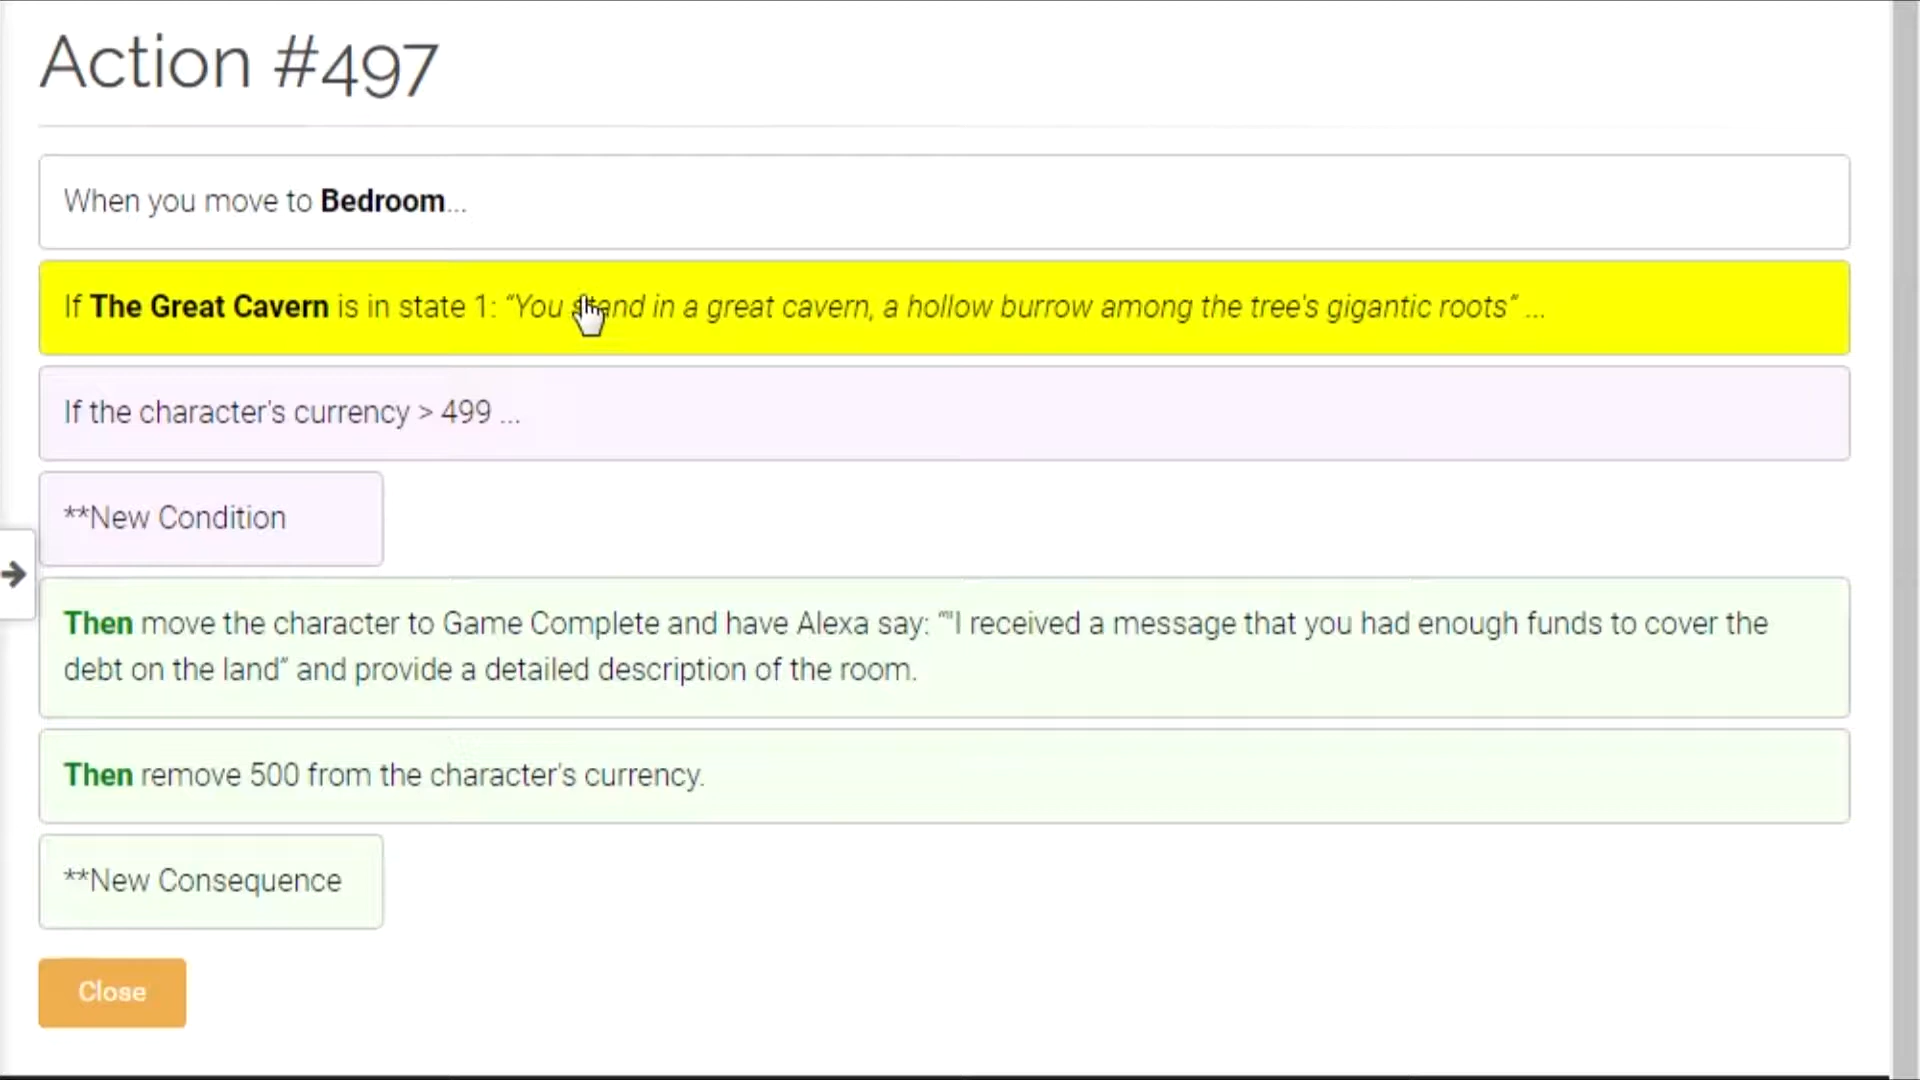 Action #497
When you move to Bedroom...
If The Great Cavern is in state 1: “You stand in a great cavern, a hollow burrow among the tree's gigantic roots” ...
If the character's currency > 499 ...
**New Condition
Then move the character to Game Complete and have Alexa say: “"I received a message that you had enough funds to cover the
debt on the land” and provide a detailed description of the room.
Then remove 500 from the character's currency.
**New Consequence
Close